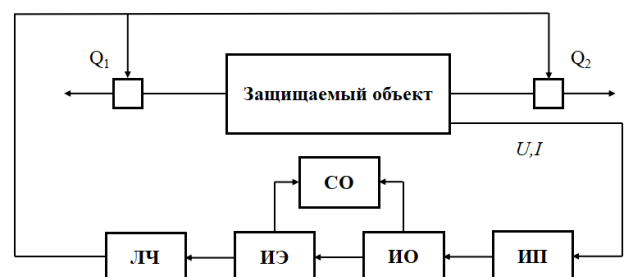 Q1
Q2
Защищаемый объект
U,I
СО
ЛЧ
ИЭ
ИО
ИП